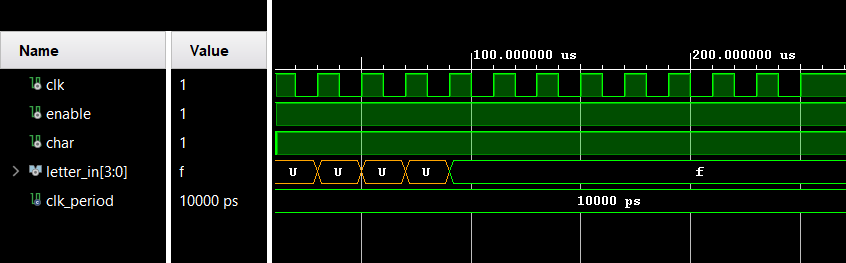 Name Value
100.000000 us 200.000000 us
clk 1
enable 1
char 1
letter_in[3:0] f U U U U f
clk_period 10000 ps 10000 ps